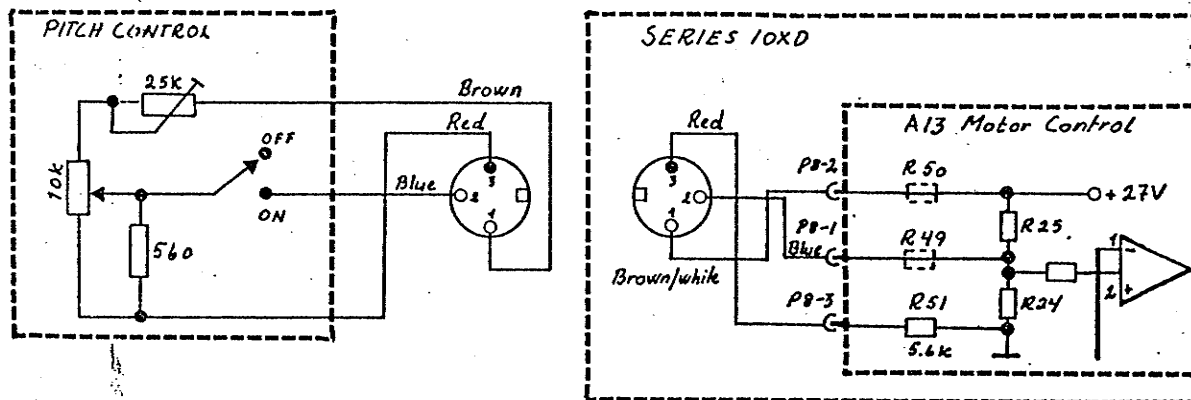 PITCH CONTROL
25K
10K
560
OFF
ON
Brown
Red
Blue
3
2
1
SERIES 10XD
Red
3
2
1
Brown/white
P8-2
P8-1
Blue
P8-3
A13 Motor Control
R50
R49
R51
5.6k
+27V
R25
R24
1
-
2
+